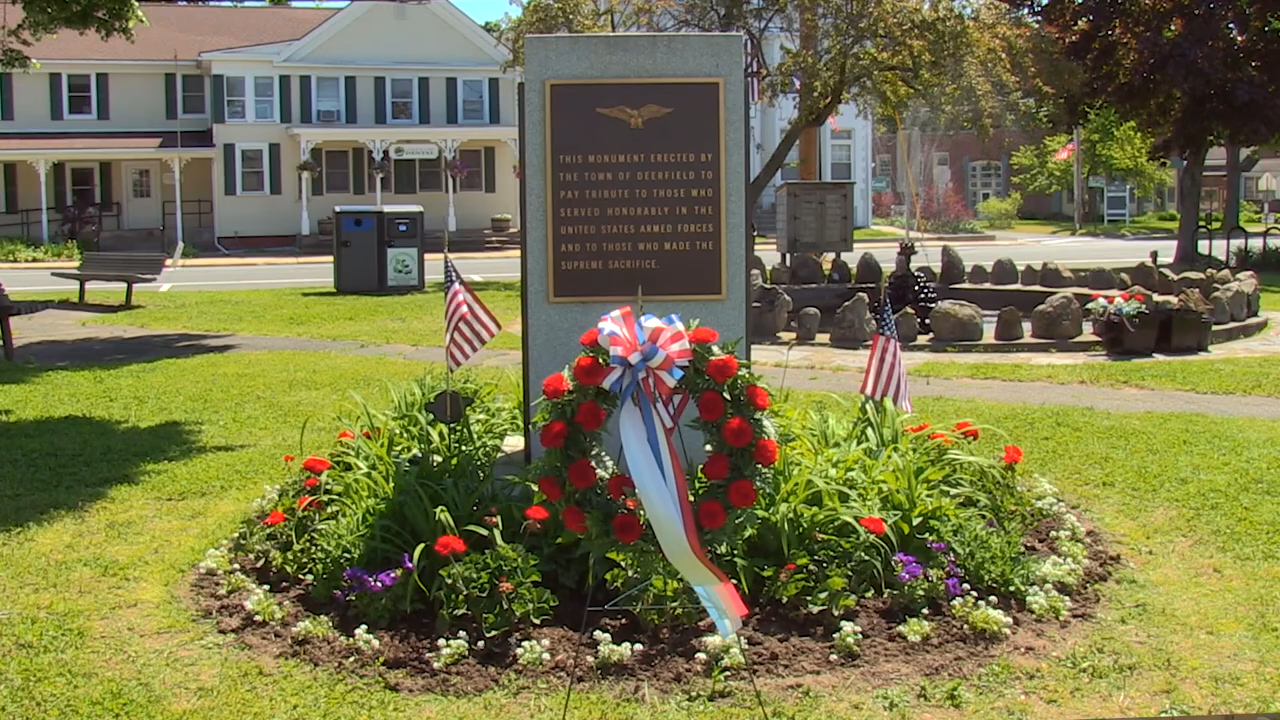 THIS MONUMENT ERECTED BY
THE TOWN OF DEERFIELD TO
PAY TRIBUTE TO THOSE WHO
SERVED HONORABLY IN THE
UNITED STATES ARMED FORCES
AND TO THOSE WHO MADE THE
SUPREME SACRIFICE.
DENTAL